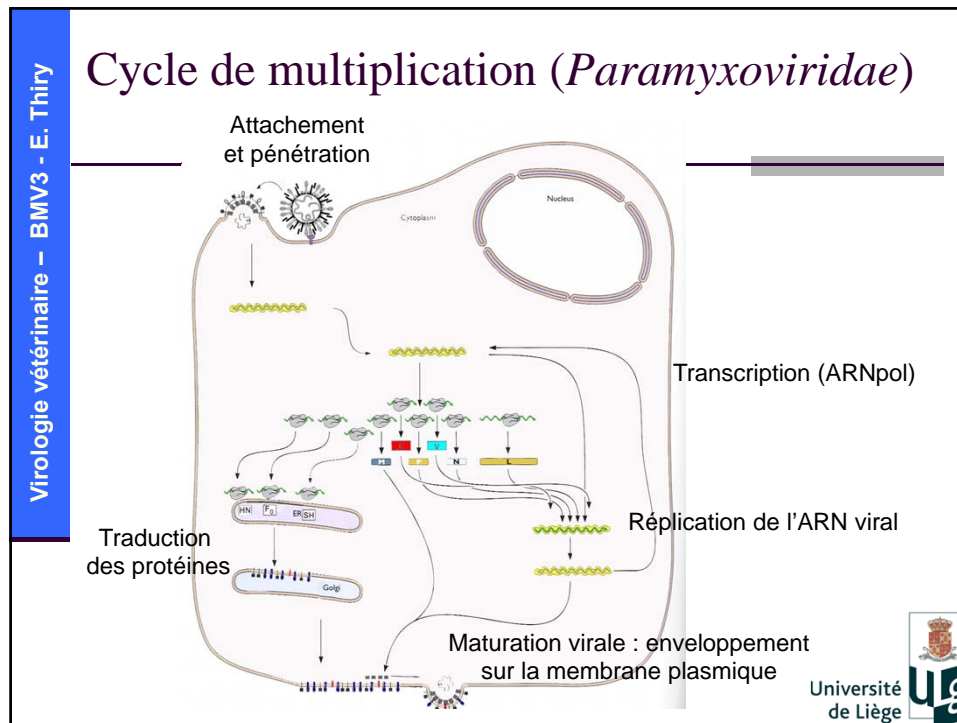 Virologie vétérinaire – BMV3 - E. Thiry
Cycle de multiplication (Paramyxoviridae)
Attachement
et pénétration
Cytoplasm
Nucleus
Transcription (ARNpol)
C
V
M
P
N
L
HN
F0
ER
SH
Réplication de l'ARN viral
Traduction
des protéines
Golgi
Maturation virale : enveloppement
sur la membrane plasmique
Université
de Liège
ULg